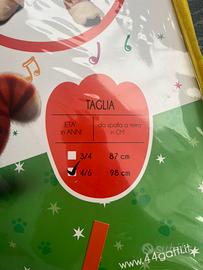 TAGLIA
ETÀ in ANNI
da spalla a terra in CM
3/4 87 cm
4/6 98 cm
www.44gatti.it